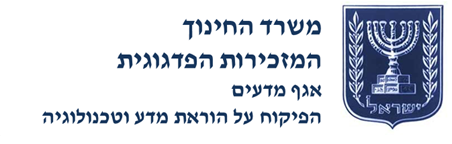 משרד החינוך
המזכירות הפדגוגית
אגף מדעים
הפיקוח על הוראת מדע וטכנולוגיה
ישראל